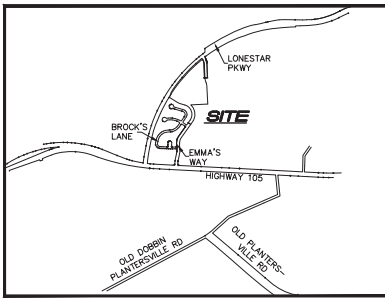 LONESTAR
PKWY
SITE
BROCK'S
LANE
EMMA'S
WAY
HIGHWAY 105
OLD DOBBIN
PLANTERSVILLE RD
OLD PLANTERS-
VILLE RD